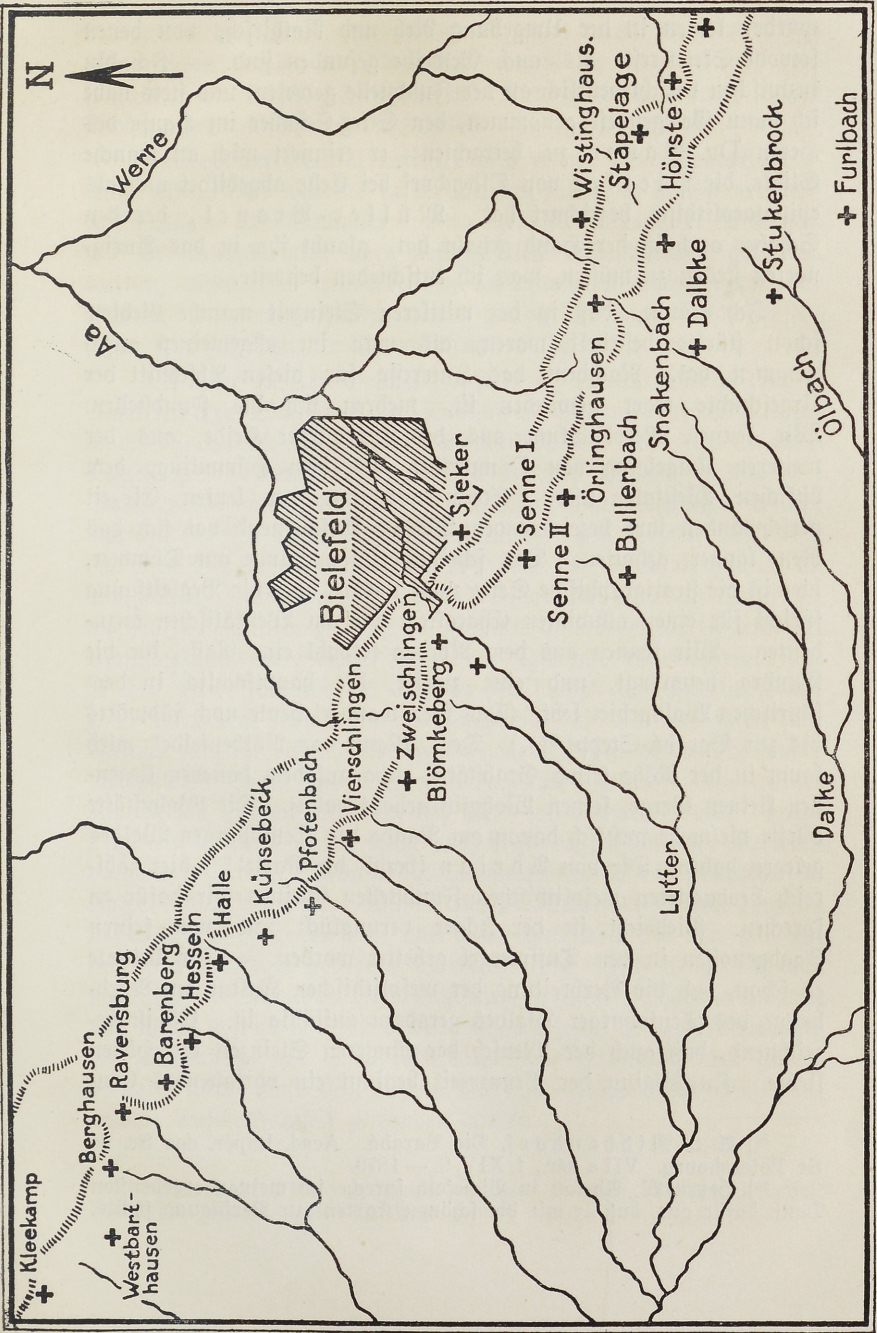 N
Kleekamp
Westbart-
hausen
Berghausen
Ravensburg
Barenberg
Hesseln
Halle
Künsebeck
Pfotenbach
Vierschlingen
Zweischlingen
Blömkeberg
Bielefeld
Sieker
Senne I
Senne II
Örlinghausen
Bullerbach
Snakenbach
Dalbke
Wistinghaus.
Stapelage
Hörste
Stukenbrock
Furlbach
Ölbach
Werre
Aa
Lutter
Dalke